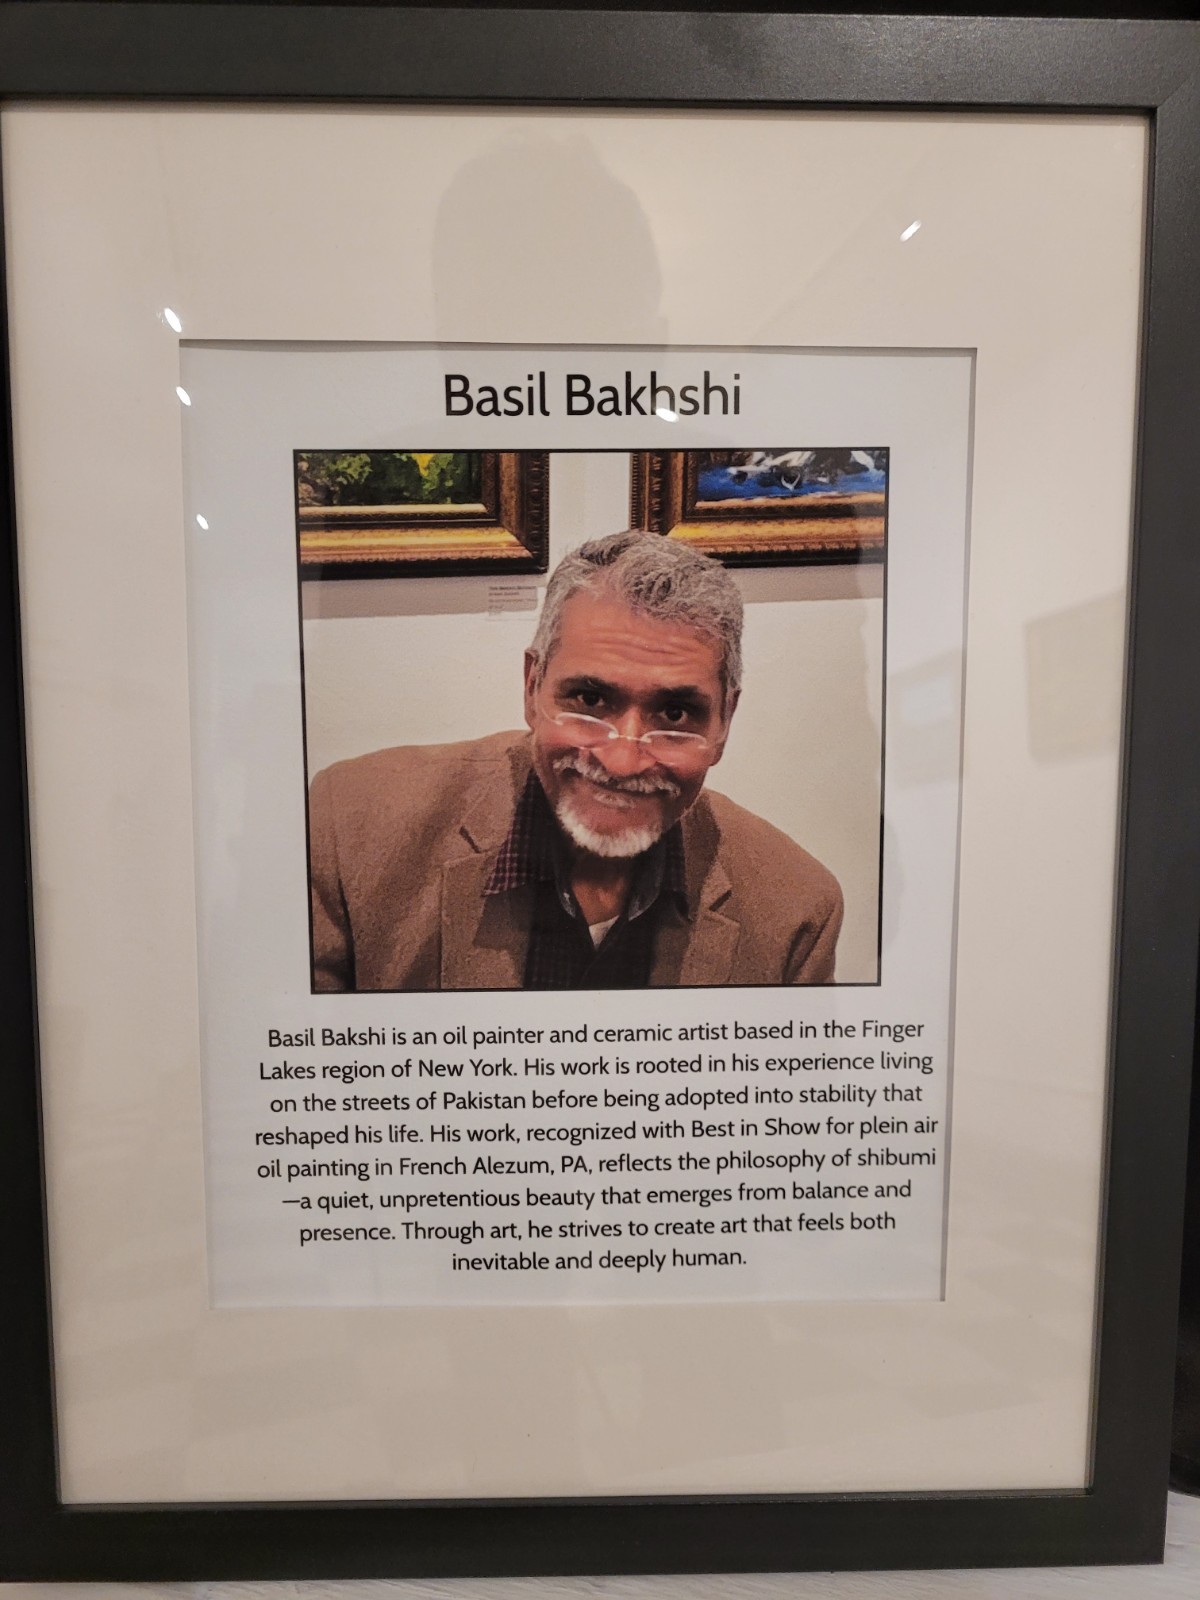 Basil Bakhshi
Basil Bakshi is an oil painter and ceramic artist based in the Finger
Lakes region of New York. His work is rooted in his experience living
on the streets of Pakistan before being adopted into stability that
reshaped his life. His work, recognized with Best in Show for plein air
oil painting in French Alezum, PA, reflects the philosophy of shibumi
—a quiet, unpretentious beauty that emerges from balance and
presence. Through art, he strives to create art that feels both
inevitable and deeply human.